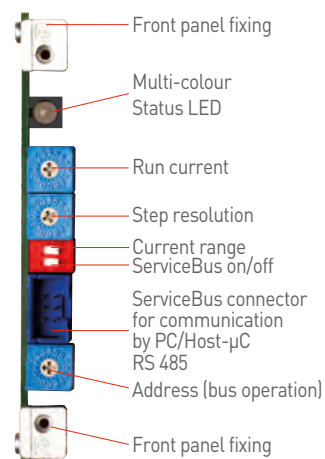 Front panel fixing
Multi-colour
Status LED
Run current
Step resolution
Current range
ServiceBus on/off
ServiceBus connector
for communication
by PC/Host-µC
RS 485
Address (bus operation)
Front panel fixing